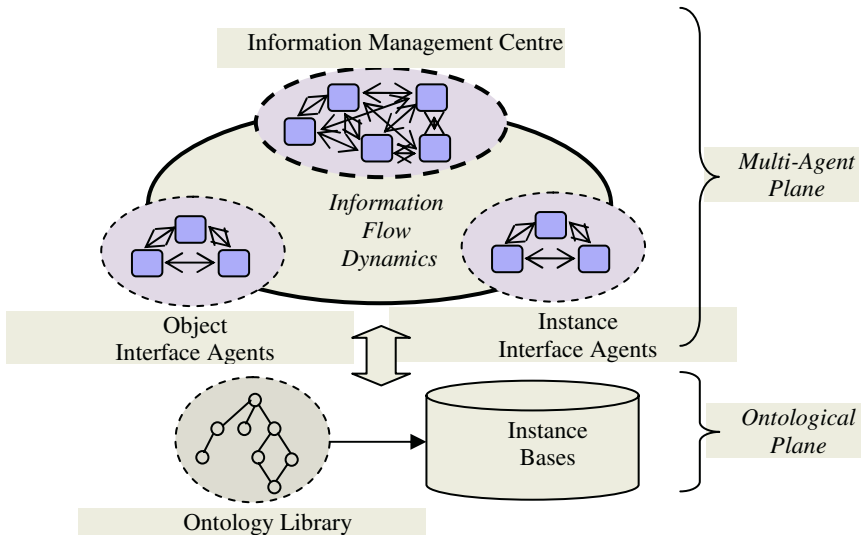 Information Management Centre
Multi-Agent
Plane
Information
Flow
Dynamics
Object
Interface Agents
Instance
Interface Agents
Instance
Bases
Ontological
Plane
Ontology Library